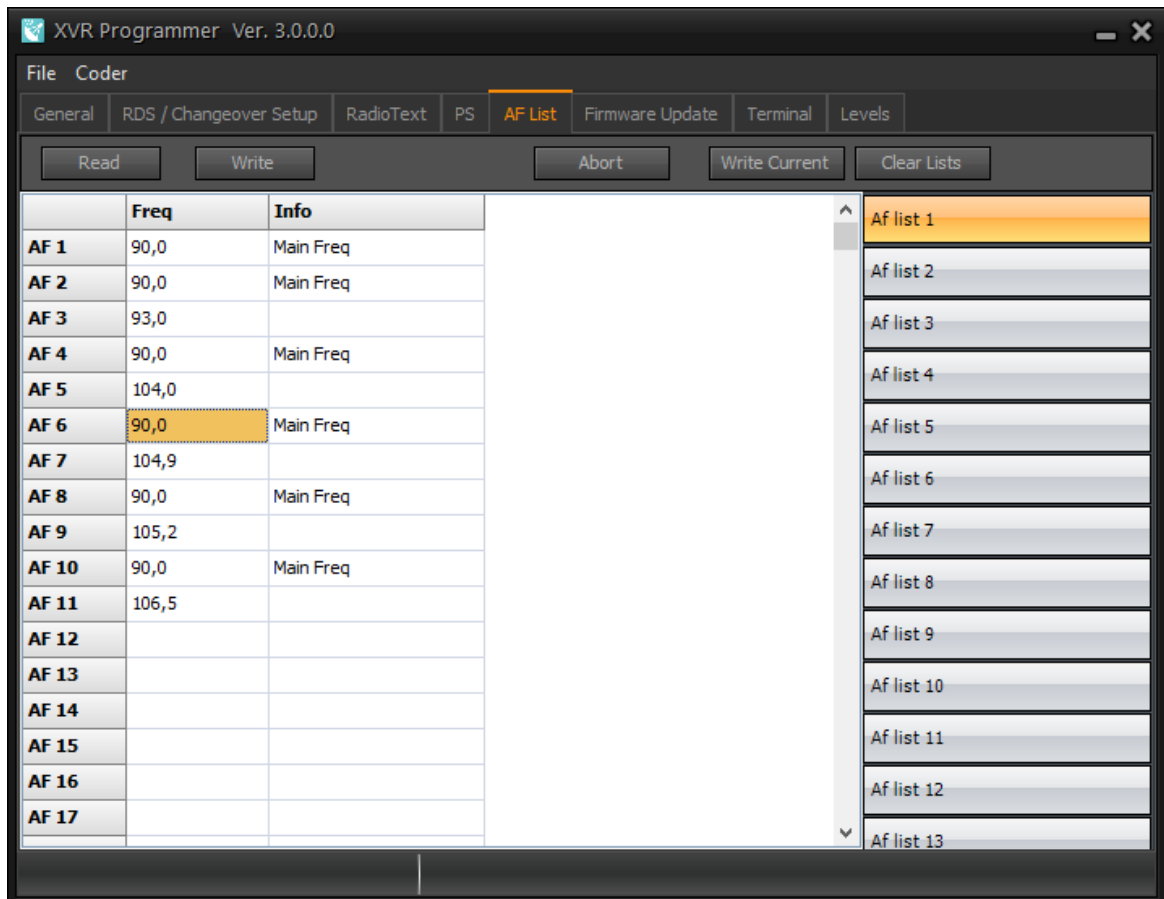 XVR Programmer Ver. 3.0.0.0
File Coder
General RDS / Changeover Setup RadioText PS AF List Firmware Update Terminal Levels
Read Write Abort Write Current Clear Lists
Freq Info
AF 1 90,0 Main Freq
AF 2 90,0 Main Freq
AF 3 93,0
AF 4 90,0 Main Freq
AF 5 104,0
AF 6 90,0 Main Freq
AF 7 104,9
AF 8 90,0 Main Freq
AF 9 105,2
AF 10 90,0 Main Freq
AF 11 106,5
AF 12
AF 13
AF 14
AF 15
AF 16
AF 17
Af list 1
Af list 2
Af list 3
Af list 4
Af list 5
Af list 6
Af list 7
Af list 8
Af list 9
Af list 10
Af list 11
Af list 12
Af list 13